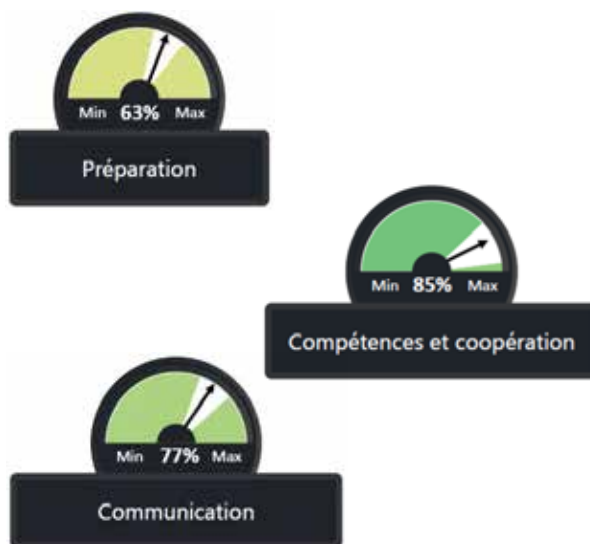 Min 63% Max
Préparation
Min 85% Max
Compétences et coopération
Min 77% Max
Communication